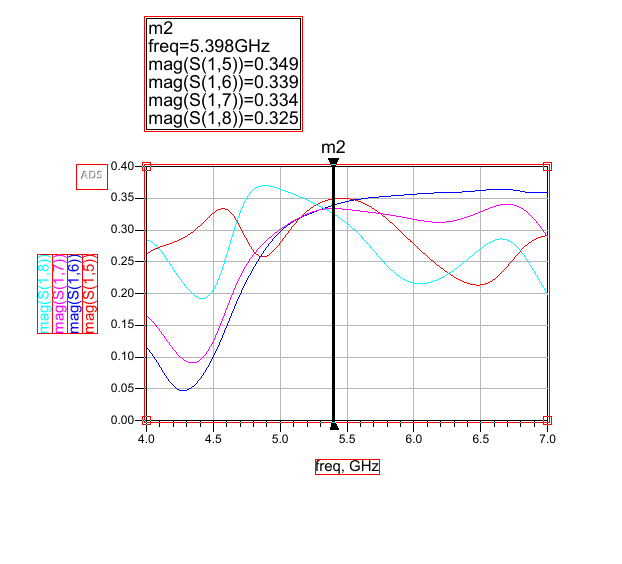 m2
freq=5.398GHz
mag(S(1,5))=0.349
mag(S(1,6))=0.339
mag(S(1,7))=0.334
mag(S(1,8))=0.325
m2
ADS
0.40
0.35
0.30
0.25
0.20
0.15
0.10
0.05
0.00
mag(S(1,8))
mag(S(1,7))
mag(S(1,6))
mag(S(1,5))
4.0 4.5 5.0 5.5 6.0 6.5 7.0
freq, GHz